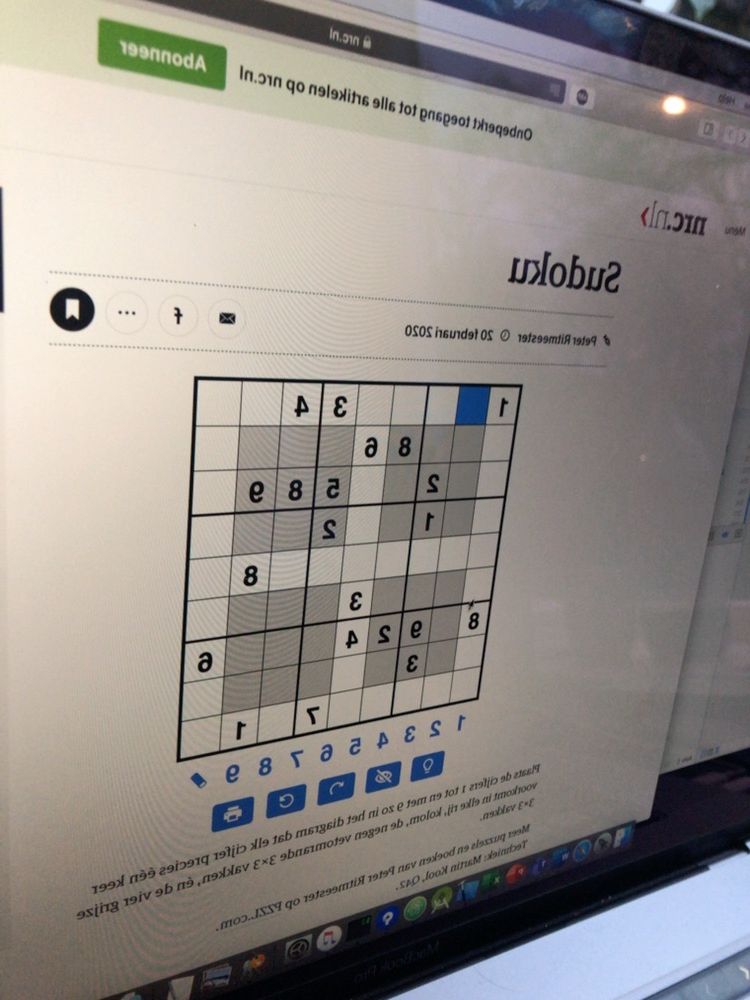 nrc.nl
Help
Onbeperkt toegang tot alle artikelen op nrc.nl
Abonneer
Menu
nrc.nl>
Sudoku
Peter Ritmeester 20 februari 2020
1 3 4
8 6
2 5 8 9
1 2
8
3
8 9 2 4 6
3
7 1
1 2 3 4 5 6 7 8 9
Plaats de cijfers 1 tot en met 9 zo in het diagram dat elk cijfer precies één keer
voorkomt in elke rij, kolom, de negen vetomrande 3×3 vakken, én de vier grijze
3×3 vakken.
Meer puzzels en boeken van Peter Ritmeester op PZZL.com.
Techniek: Martin Kool, Q42.
MacBook Pro